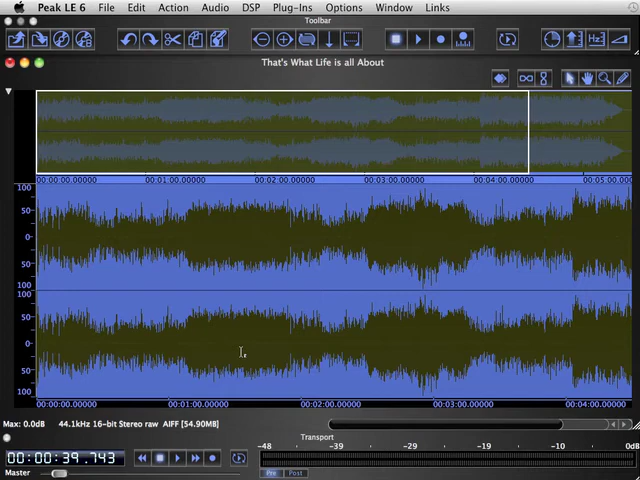 Peak LE 6 File Edit Action Audio DSP Plug-Ins Options Window Links
Toolbar
That's What Life is all About
00:00:00.00000 00:01:00.00000 00:02:00.00000 00:03:00.00000 00:04:00.00000 00:05:00.0000
100
50
0
50
100
100
50
0
50
100
00:00:00.00000 00:01:00.00000 00:02:00.00000 00:03:00.00000 00:04:00.00000
Max: 0.0dB 44.1kHz 16-bit Stereo raw AIFF [54.90MB]
Transport
00:00:39.743
-48 -39 -29 -19 -10 0dB
Master
Pre Post